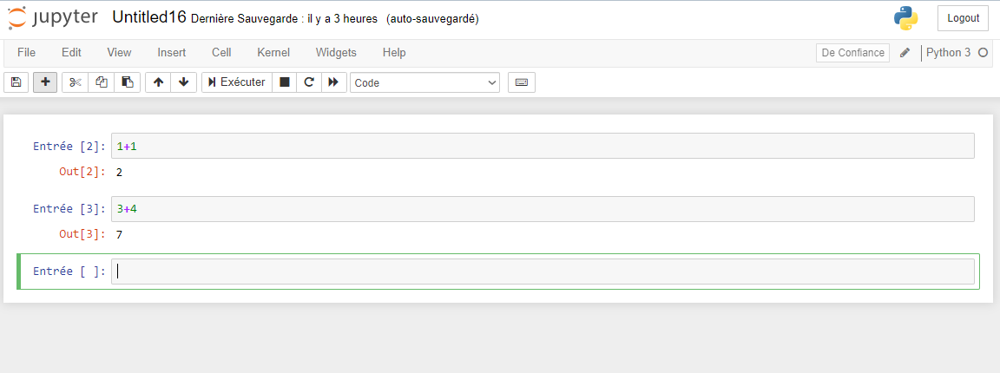 jupyter Untitled16 Dernière Sauvegarde : il y a 3 heures (auto-sauvegardé) Logout
File Edit View Insert Cell Kernel Widgets Help De Confiance Python 3
Exécuter Code
Entrée [2]: 1+1
Out[2]: 2
Entrée [3]: 3+4
Out[3]: 7
Entrée [ ]: